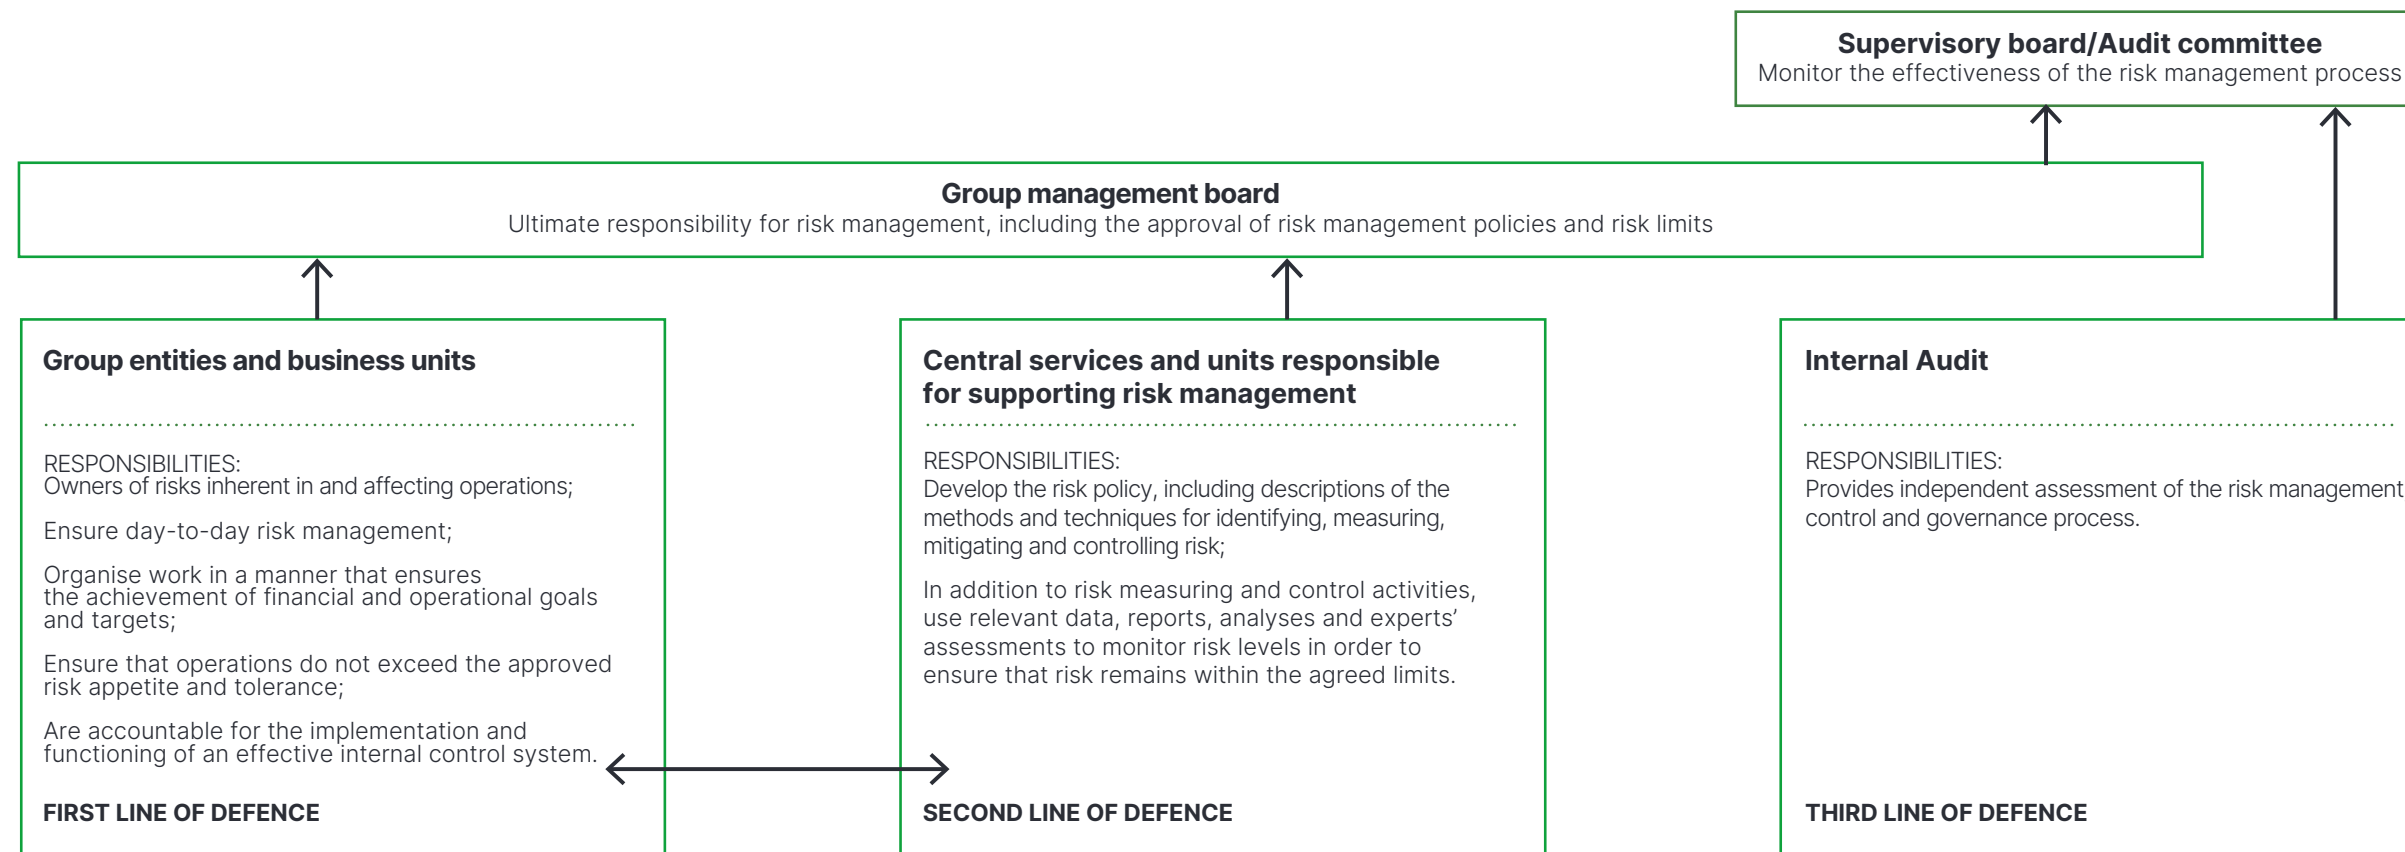 Supervisory board/Audit committee
Monitor the effectiveness of the risk management process
Group management board
Ultimate responsibility for risk management, including the approval of risk management policies and risk limits
Group entities and business units
RESPONSIBILITIES:
Owners of risks inherent in and affecting operations;
Ensure day-to-day risk management;
Organise work in a manner that ensures
the achievement of financial and operational goals
and targets;
Ensure that operations do not exceed the approved
risk appetite and tolerance;
Are accountable for the implementation and
functioning of an effective internal control system.
FIRST LINE OF DEFENCE
Central services and units responsible
for supporting risk management
RESPONSIBILITIES:
Develop the risk policy, including descriptions of the
methods and techniques for identifying, measuring,
mitigating and controlling risk;
In addition to risk measuring and control activities,
use relevant data, reports, analyses and experts’
assessments to monitor risk levels in order to
ensure that risk remains within the agreed limits.
SECOND LINE OF DEFENCE
Internal Audit
RESPONSIBILITIES:
Provides independent assessment of the risk management
control and governance process.
THIRD LINE OF DEFENCE